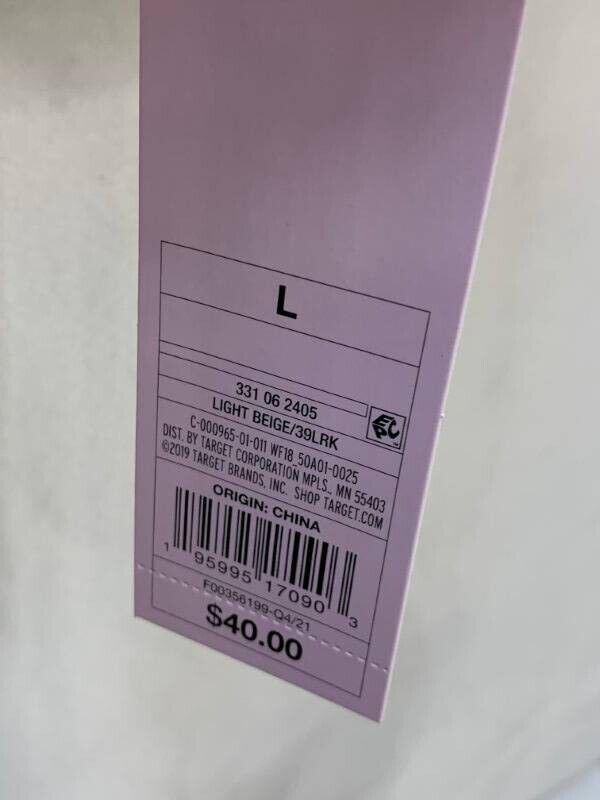 L
331 06 2405
LIGHT BEIGE/39LRK
EPC
C-000965-01-011 WF18_50A01-0025
DIST. BY TARGET CORPORATION MPLS., MN 55403
©2019 TARGET BRANDS, INC. SHOP TARGET.COM
ORIGIN: CHINA
1 95995 17090 3
F00356199-Q4/21
$40.00